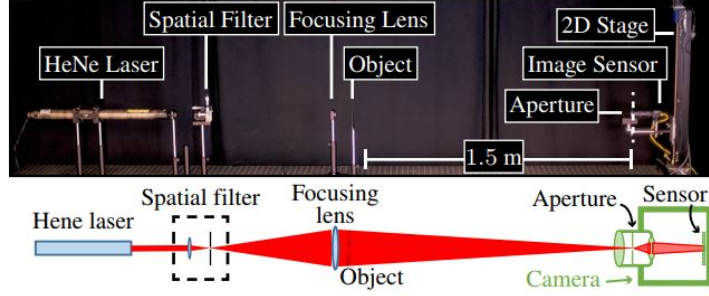 Spatial Filter
Focusing Lens
2D Stage
HeNe Laser
Object
Image Sensor
Aperture
1.5 m
Spatial filter
Focusing
lens
Aperture
Sensor
Hene laser
Object
Camera